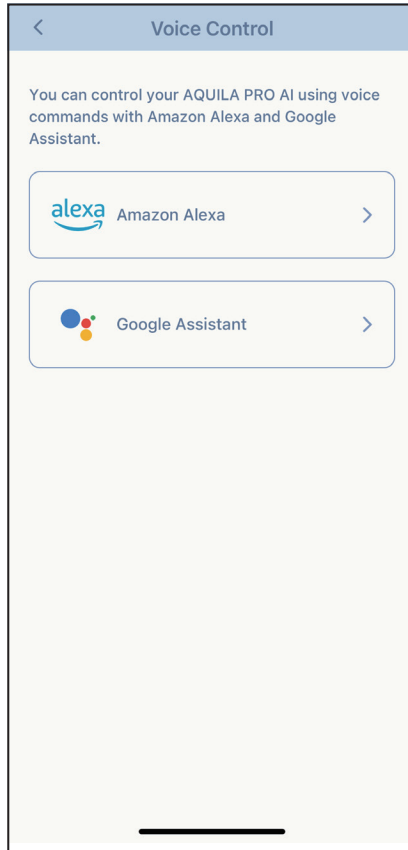 Voice Control
You can control your AQUILA PRO AI using voice
commands with Amazon Alexa and Google
Assistant.
alexa Amazon Alexa
Google Assistant